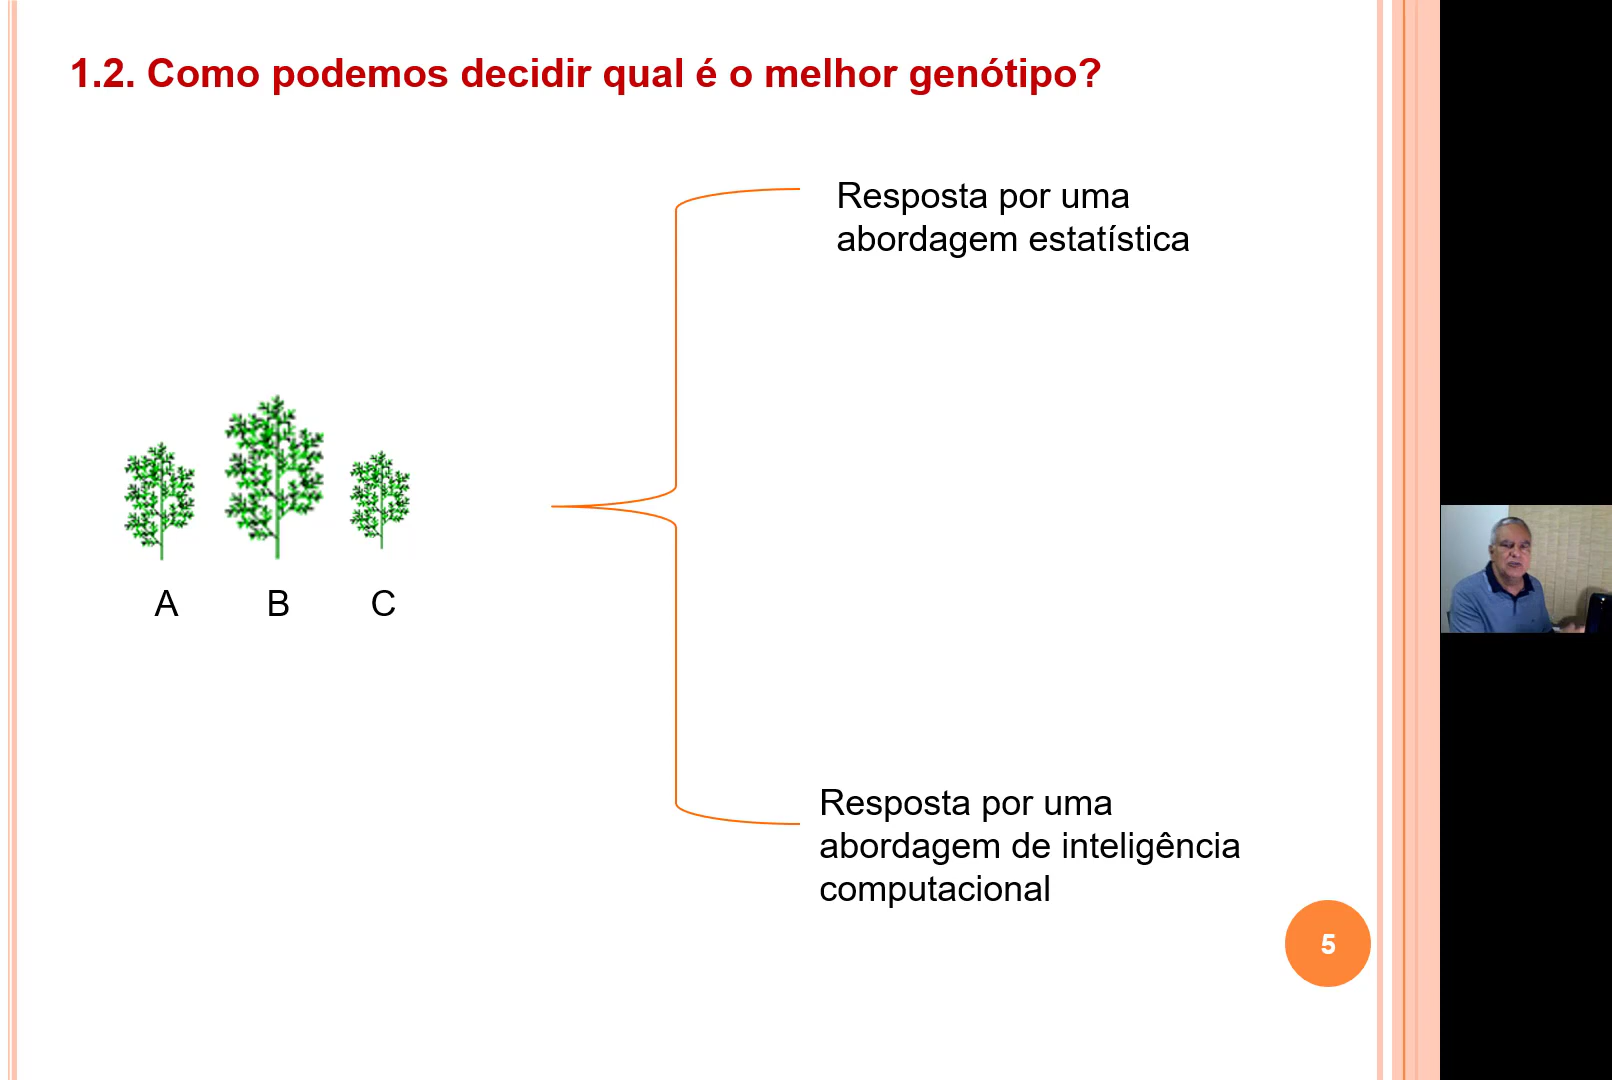 1.2. Como podemos decidir qual é o melhor genótipo?
Resposta por uma
abordagem estatística
A B C
Resposta por uma
abordagem de inteligência
computacional
5